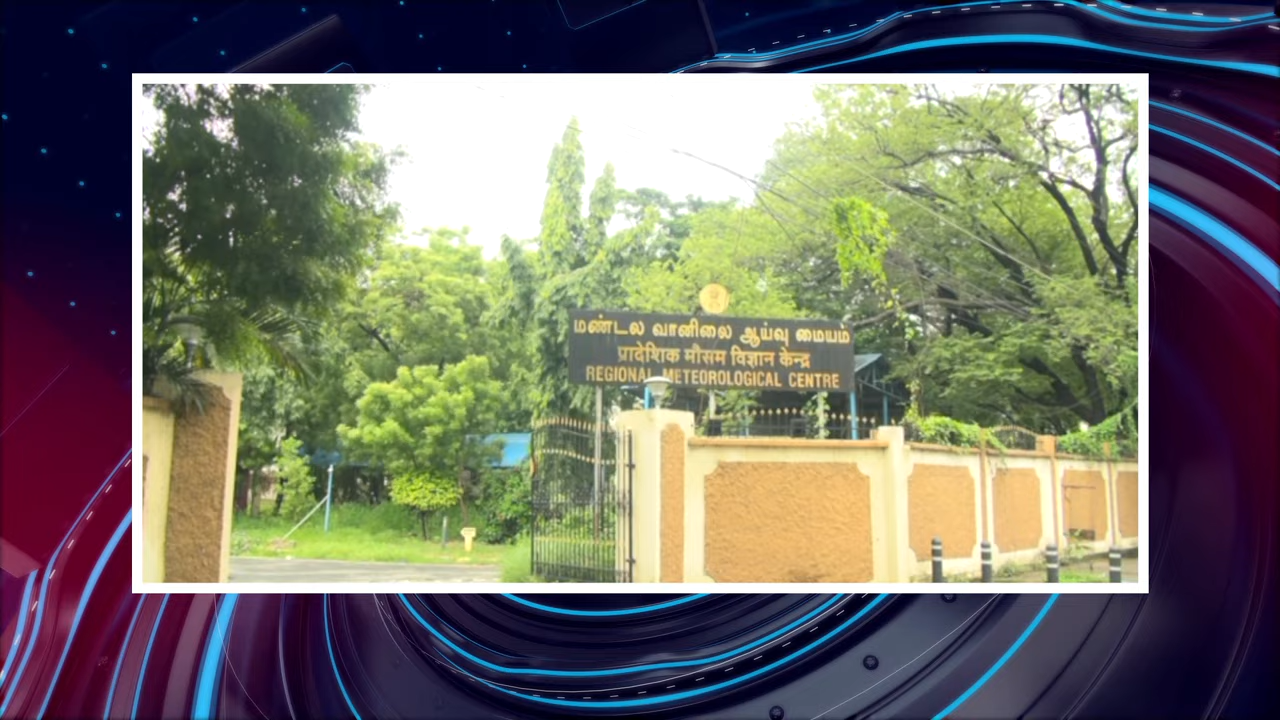 மண்டல வானிலை ஆய்வு மையம்
प्रादेशिक मौसम विज्ञान केन्द्र
REGIONAL METEOROLOGICAL CENTRE